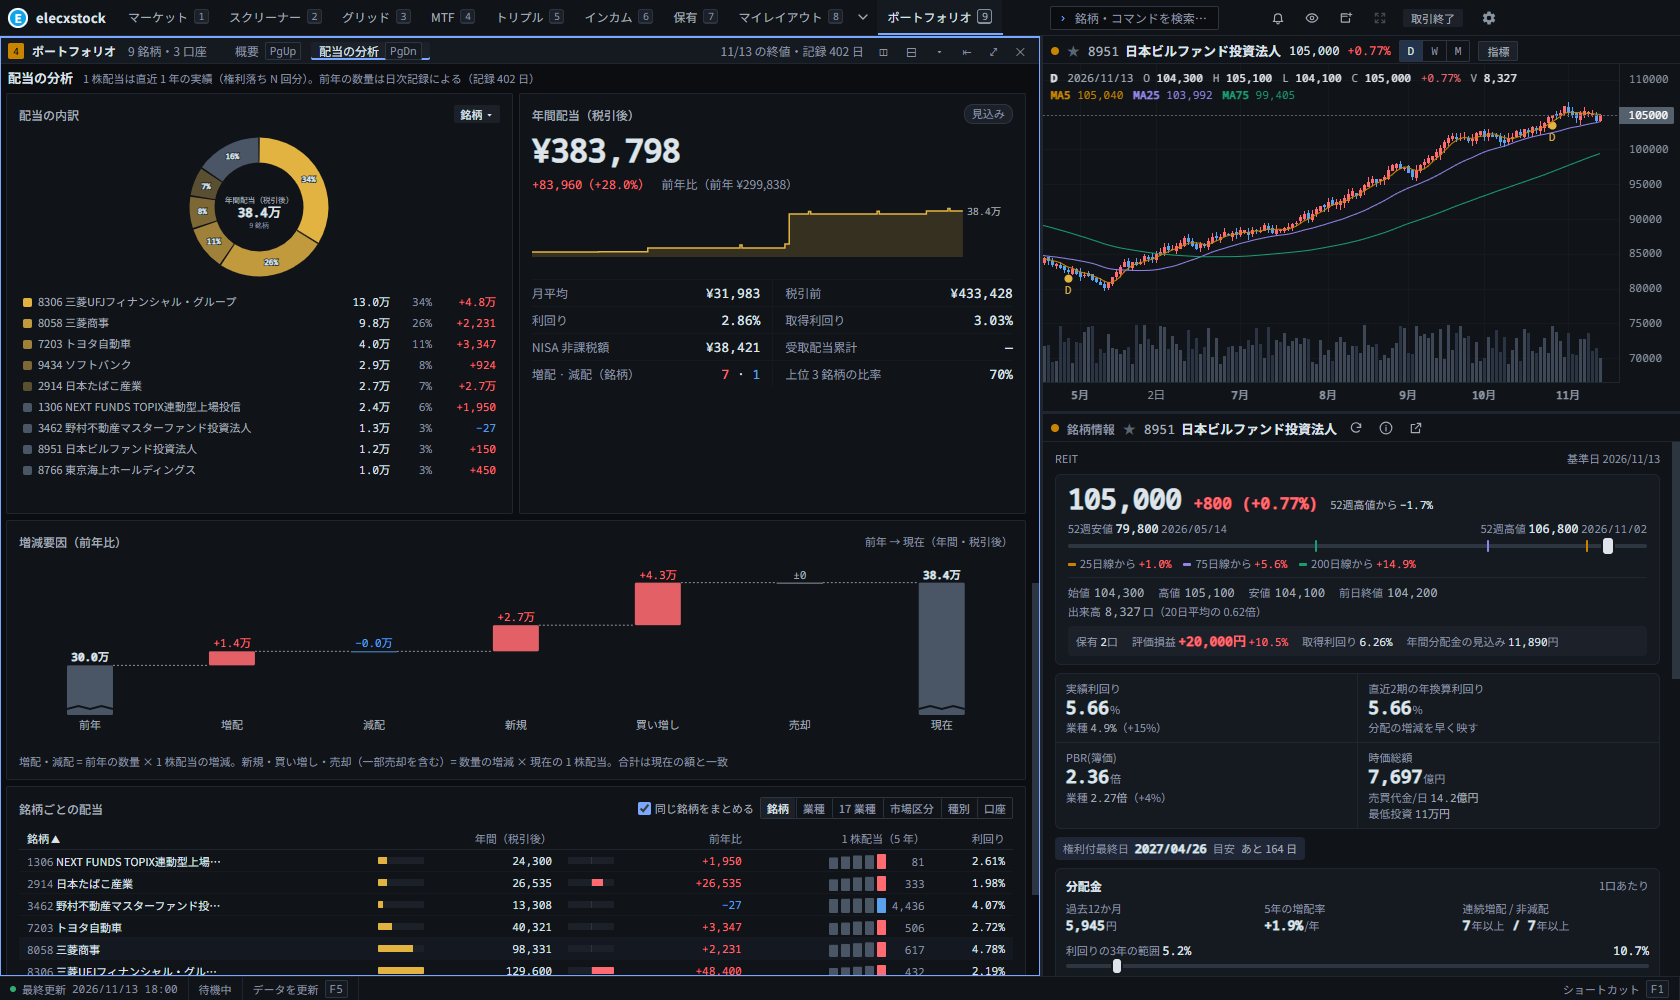 elecxstock
マーケット 1 スクリーナー 2 グリッド 3 MTF 4 トリプル 5 インカム 6 保有 7 マイレイアウト 8 ポートフォリオ 9
› 銘柄・コマンドを検索…
取引終了
4 ポートフォリオ 9 銘柄・3 口座 概要 PgUp 配当の分析 PgDn
11/13 の終値・記録 402 日
配当の分析 1 株配当は直近 1 年の実績（権利落ち N 回分）。前年の数量は日次記録による（記録 402 日）
配当の内訳
銘柄
34%
26%
11%
8%
7%
16%
年間配当（税引後）
38.4万
9 銘柄
8306 三菱UFJフィナンシャル・グループ 13.0万 34% +4.8万
8058 三菱商事 9.8万 26% +2,231
7203 トヨタ自動車 4.0万 11% +3,347
9434 ソフトバンク 2.9万 8% +924
2914 日本たばこ産業 2.7万 7% +2.7万
1306 NEXT FUNDS TOPIX連動型上場投信 2.4万 6% +1,950
3462 野村不動産マスターファンド投資法人 1.3万 3% −27
8951 日本ビルファンド投資法人 1.2万 3% +150
8766 東京海上ホールディングス 1.0万 3% +450
年間配当（税引後） 見込み
¥383,798
+83,960 (+28.0%) 前年比（前年 ¥299,838）
38.4万
月平均 ¥31,983 税引前 ¥433,428
利回り 2.86% 取得利回り 3.03%
NISA 非課税額 ¥38,421 受取配当累計 —
増配・減配（銘柄） 7 · 1 上位 3 銘柄の比率 70%
増減要因（前年比） 前年 → 現在（年間・税引後）
30.0万 +1.4万 −0.0万 +2.7万 +4.3万 ±0 38.4万
前年 増配 減配 新規 買い増し 売却 現在
増配・減配 = 前年の数量 × 1 株配当の増減。新規・買い増し・売却（一部売却を含む）= 数量の増減 × 現在の 1 株配当。合計は現在の額と一致
銘柄ごとの配当 同じ銘柄をまとめる 銘柄 業種 17 業種 市場区分 種別 口座
銘柄▲ 年間（税引後） 前年比 1 株配当（5 年） 利回り
1306 NEXT FUNDS TOPIX連動型上場… 24,300 +1,950 81 2.61%
2914 日本たばこ産業 26,535 +26,535 333 1.98%
3462 野村不動産マスターファンド投… 13,308 −27 4,436 4.07%
7203 トヨタ自動車 40,321 +3,347 506 2.72%
8058 三菱商事 98,331 +2,231 617 4.78%
8306 三菱UFJフィナンシャル・グル… 129,600 +48,400 432 2.19%
★ 8951 日本ビルファンド投資法人 105,000 +0.77% D W M 指標
D 2026/11/13 O 104,300 H 105,100 L 104,100 C 105,000 +0.77% V 8,327
MA5 105,040 MA25 103,992 MA75 99,405
110000
105000
100000
95000
90000
85000
80000
75000
70000
D
D
5月 2日 7月 8月 9月 10月 11月
銘柄情報 ★ 8951 日本ビルファンド投資法人
REIT 基準日 2026/11/13
105,000 +800 (+0.77%) 52週高値から −1.7%
52週安値 79,800 2026/05/14 52週高値 106,800 2026/11/02
25日線から +1.0% 75日線から +5.6% 200日線から +14.9%
始値 104,300 高値 105,100 安値 104,100 前日終値 104,200
出来高 8,327 口（20日平均の 0.62倍）
保有 2口 評価損益 +20,000円 +10.5% 取得利回り 6.26% 年間分配金の見込み 11,890円
実績利回り
5.66%
業種 4.9%（+15%）
直近2期の年換算利回り
5.66%
分配の増減を早く映す
PBR(簿価)
2.36倍
業種 2.27倍（+4%）
時価総額
7,697億円
売買代金/日 14.2億円
最低投資 11万円
権利付最終日 2027/04/26 目安 あと 164 日
分配金 1口あたり
過去12か月 5年の増配率 連続増配 / 非減配
5,945円 +1.9%/年 7年以上 / 7年以上
利回りの3年の範囲 5.2% 10.7%
最終更新 2026/11/13 18:00 待機中 データを更新 F5
ショートカット F1